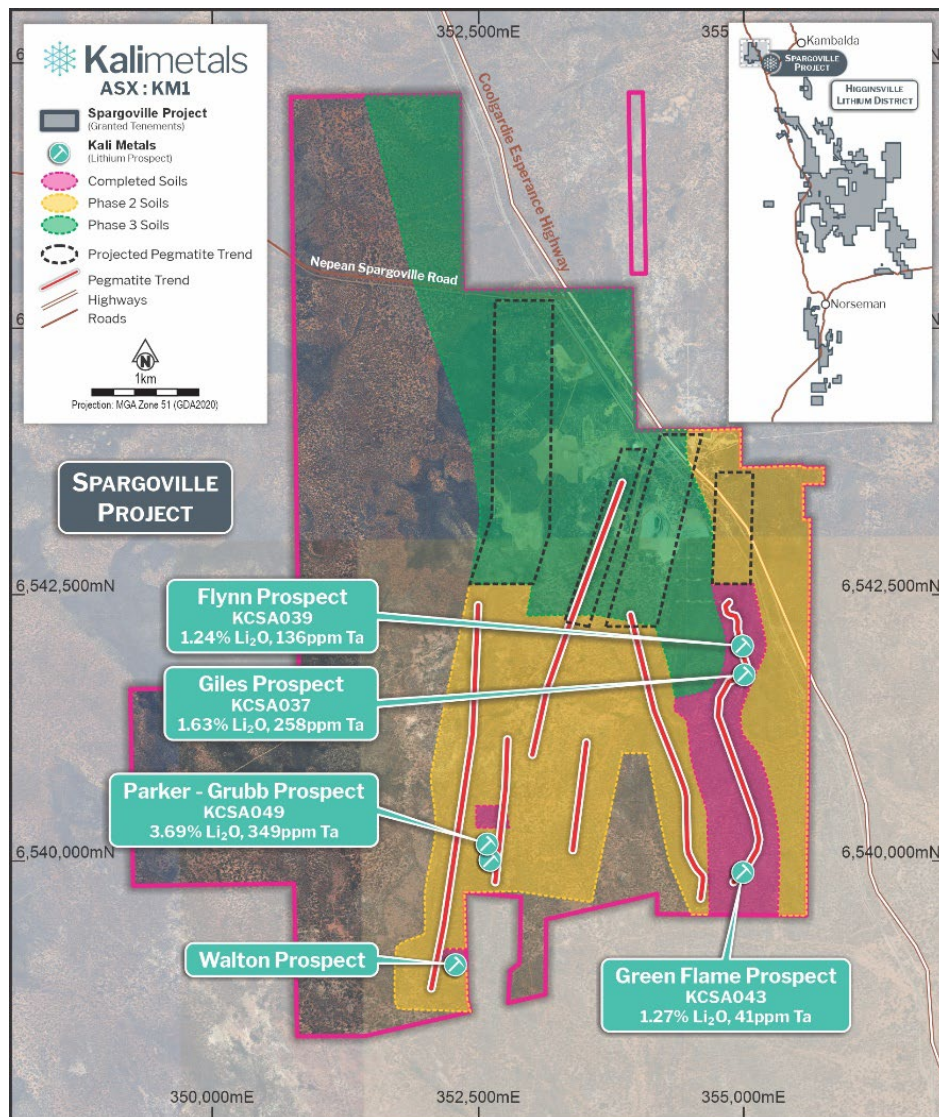 Kalimetals
ASX : KM1
Spargoville Project
(Granted Tenements)
Kali Metals
(Lithium Prospect)
Completed Soils
Phase 2 Soils
Phase 3 Soils
Projected Pegmatite Trend
Pegmatite Trend
Highways
Roads
N
1km
Projection: MGA Zone 51 (GDA2020)
352,500mE
Coolgardie Esperance Highway
Nepean Spargoville Road
Kambalda
SPARGOVILLE
PROJECT
HIGGINSVILLE
LITHIUM DISTRICT
Norseman
SPARGOVILLE
PROJECT
6,542,500mN
6,542,500mN
Flynn Prospect
KCSA039
1.24% Li₂O, 136ppm Ta
Giles Prospect
KCSA037
1.63% Li₂O, 258ppm Ta
Parker - Grubb Prospect
KCSA049
3.69% Li₂O, 349ppm Ta
6,540,000mN
6,540,000mN
Walton Prospect
Green Flame Prospect
KCSA043
1.27% Li₂O, 41ppm Ta
350,000mE
352,500mE
355,000mE